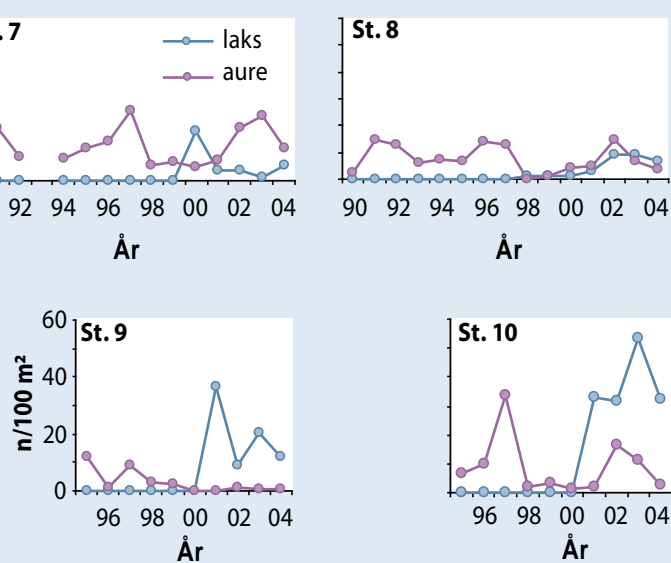 . 7
laks
aure
92 94 96 98 00 02 04
År
St. 8
90 92 94 96 98 00 02 04
År
St. 9
60
40
20
0
n/100 m²
96 98 00 02 04
År
St. 10
96 98 00 02 04
År